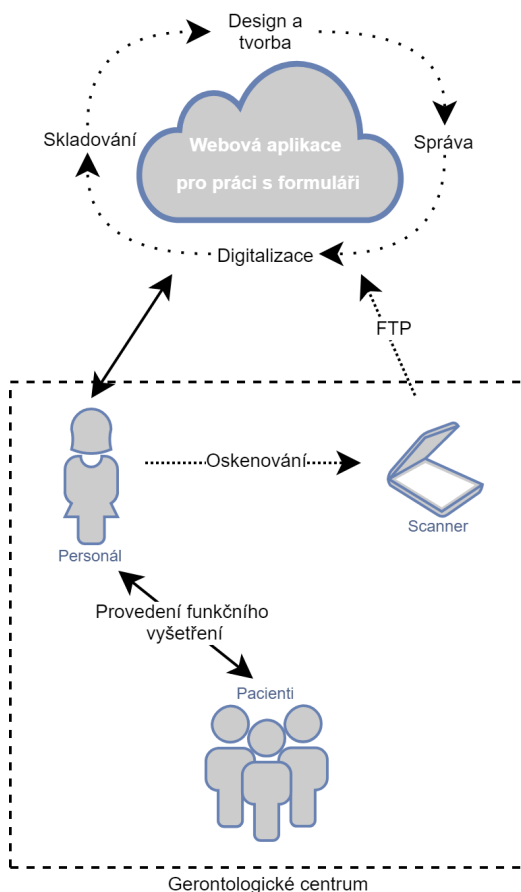 Design a
tvorba
Skladování
Webová aplikace
pro práci s formuláři
Správa
Digitalizace
FTP
Oskenování
Personál
Scanner
Provedení funkčního
vyšetření
Pacienti
Gerontologické centrum